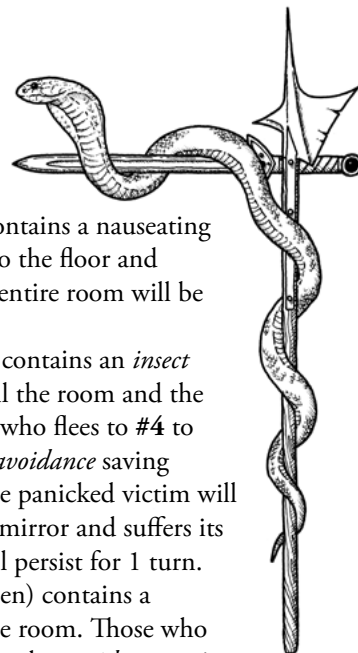 ontains a nauseating
o the floor and
entire room will be
contains an insect
ll the room and the
who flees to #4 to
avoidance saving
e panicked victim will
mirror and suffers its
l persist for 1 turn.
en) contains a
e room. Those who